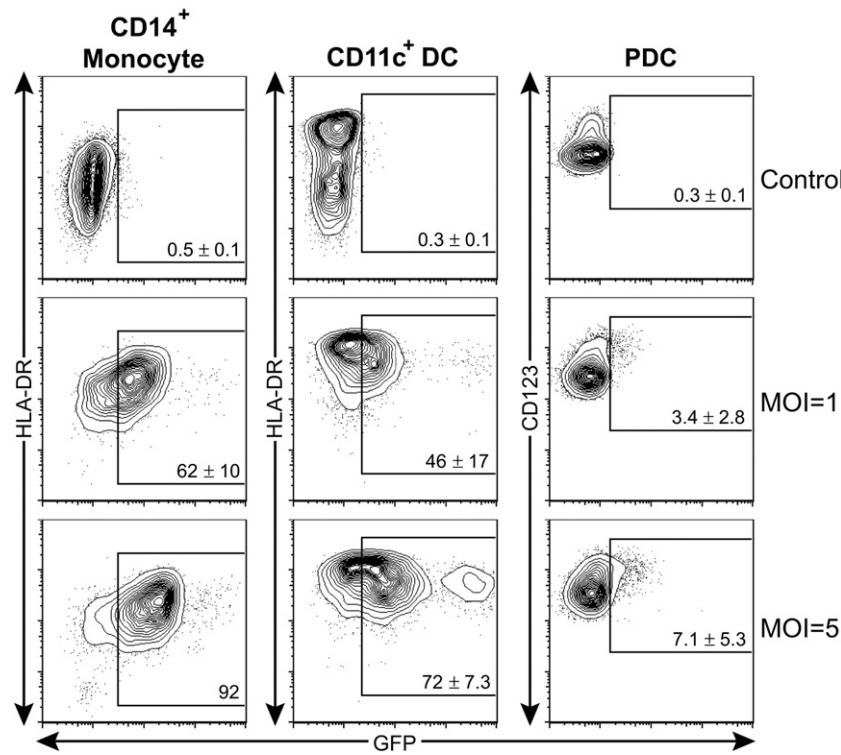 CD14+
Monocyte
CD11c+ DC
PDC
HLA-DR
HLA-DR
CD123
0.5 ± 0.1
0.3 ± 0.1
0.3 ± 0.1
Control
62 ± 10
46 ± 17
3.4 ± 2.8
MOI=1
92
72 ± 7.3
7.1 ± 5.3
MOI=5
GFP